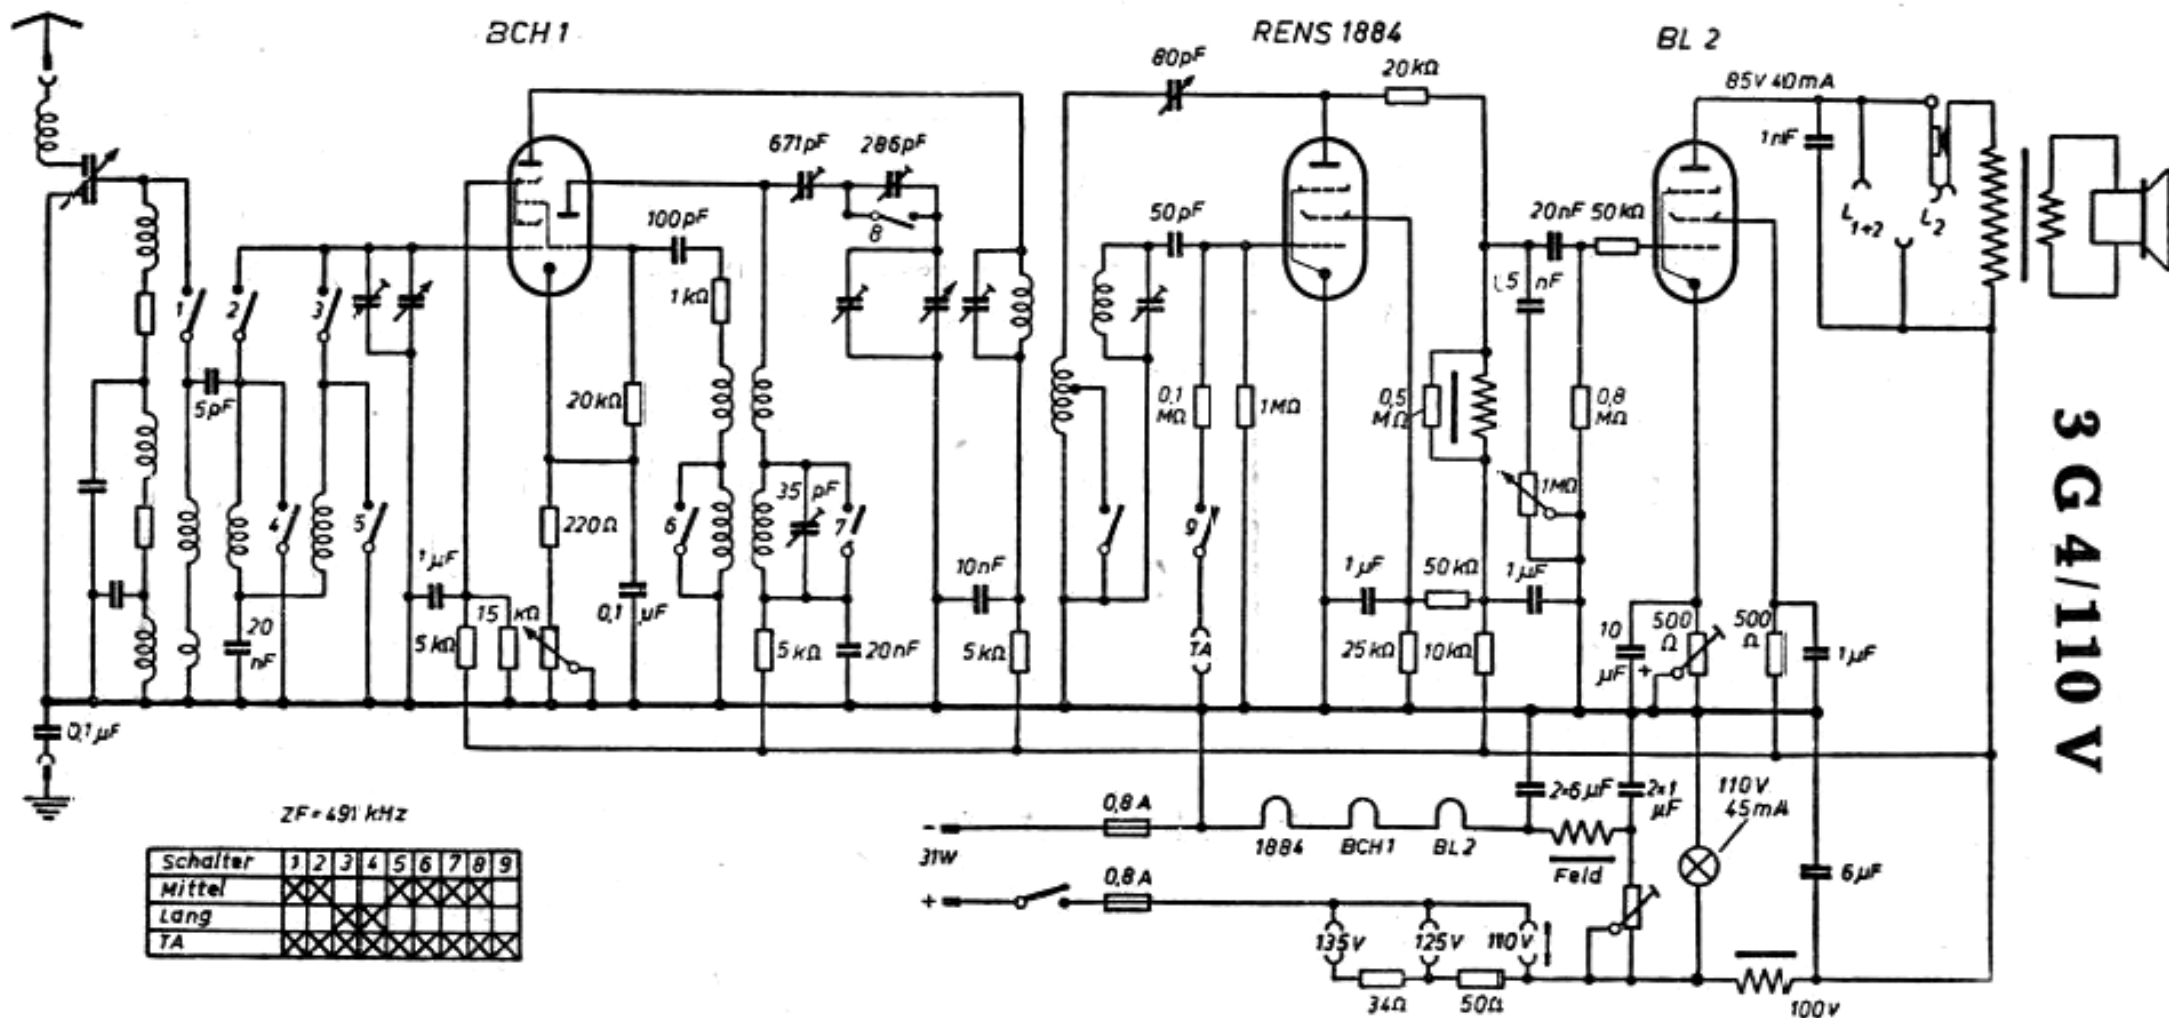 BCH 1
RENS 1884
BL 2
80pF
20kΩ
85V 40mA
671pF
286pF
1nF
100pF
50pF
20nF
50kΩ
8
L1+2
L2
1kΩ
5 nF
1
2
3
5pF
20kΩ
0,1 MΩ
1MΩ
0,5 MΩ
0,8 MΩ
3 G 4/110 V
35 pF
1MΩ
4
5
220Ω
6
7
9
1µF
10nF
1µF
50kΩ
1µF
20 nF
5kΩ
15 kΩ
0,1 µF
5kΩ
20nF
5kΩ
TA
25kΩ
10kΩ
10 µF
+
500 Ω
500 Ω
1µF
0,1µF
ZF = 491 kHz
0,8 A
2×6µF
2×1 µF
110V 45mA
-
31W
1884
BCH1
BL2
Feld
6µF
+
0,8 A
135V
125V
110V
34Ω
50Ω
100V
Schalter 1 2 3 4 5 6 7 8 9
Mittel X X X X X X
Lang X X
TA X X X X X X X X X